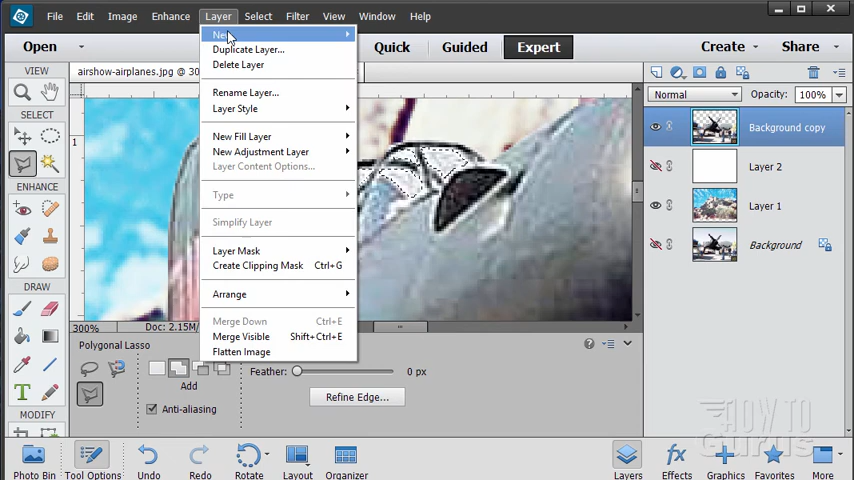 File Edit Image Enhance Layer Select Filter View Window Help
Open Quick Guided Expert Create Share
VIEW
SELECT
ENHANCE
DRAW
MODIFY
airshow-airplanes.jpg @ 30
1
New
Duplicate Layer...
Delete Layer
Rename Layer...
Layer Style
New Fill Layer
New Adjustment Layer
Layer Content Options...
Type
Simplify Layer
Layer Mask
Create Clipping Mask Ctrl+G
Arrange
Merge Down Ctrl+E
Merge Visible Shift+Ctrl+E
Flatten Image
Normal Opacity: 100%
Background copy
Layer 2
Layer 1
Background
300% Doc: 2.15M/
Polygonal Lasso
Add
Anti-aliasing
Feather: 0 px
Refine Edge...
HOW TO
Gurus
Photo Bin Tool Options Undo Redo Rotate Layout Organizer Layers Effects Graphics Favorites More